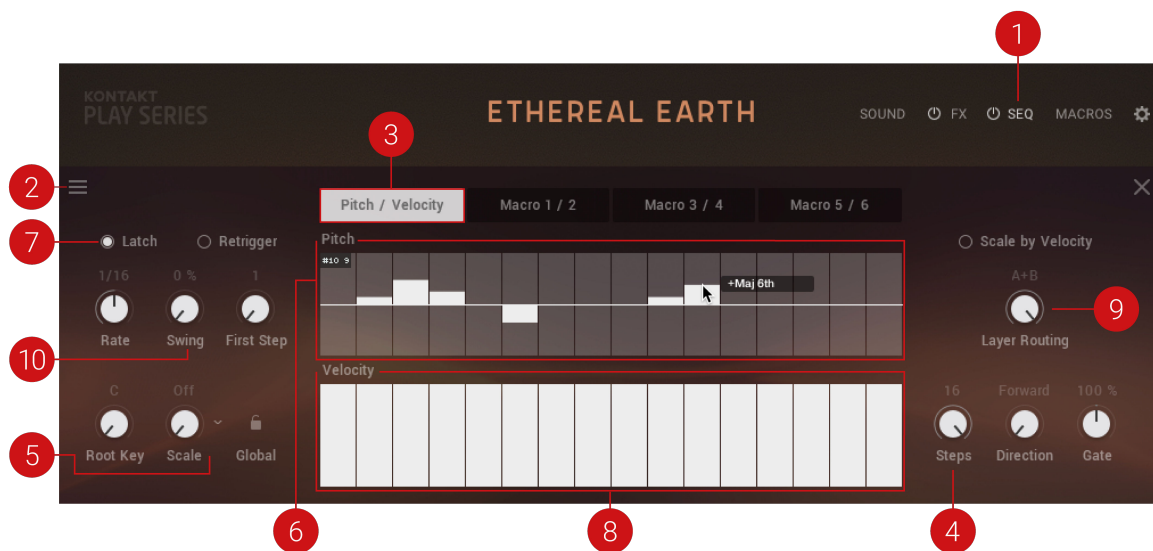 1
KONTAKT
PLAY SERIES
ETHEREAL EARTH
SOUND FX SEQ MACROS
3
2
Pitch / Velocity Macro 1 / 2 Macro 3 / 4 Macro 5 / 6
7
Latch Retrigger
Pitch
Scale by Velocity
#10 9
1/16 0 % 1
+Maj 6th
A+B
9
Rate Swing First Step
Layer Routing
10
Velocity
C Off
16 Forward 100 %
5
Root Key Scale Global
Steps Direction Gate
6
8
4